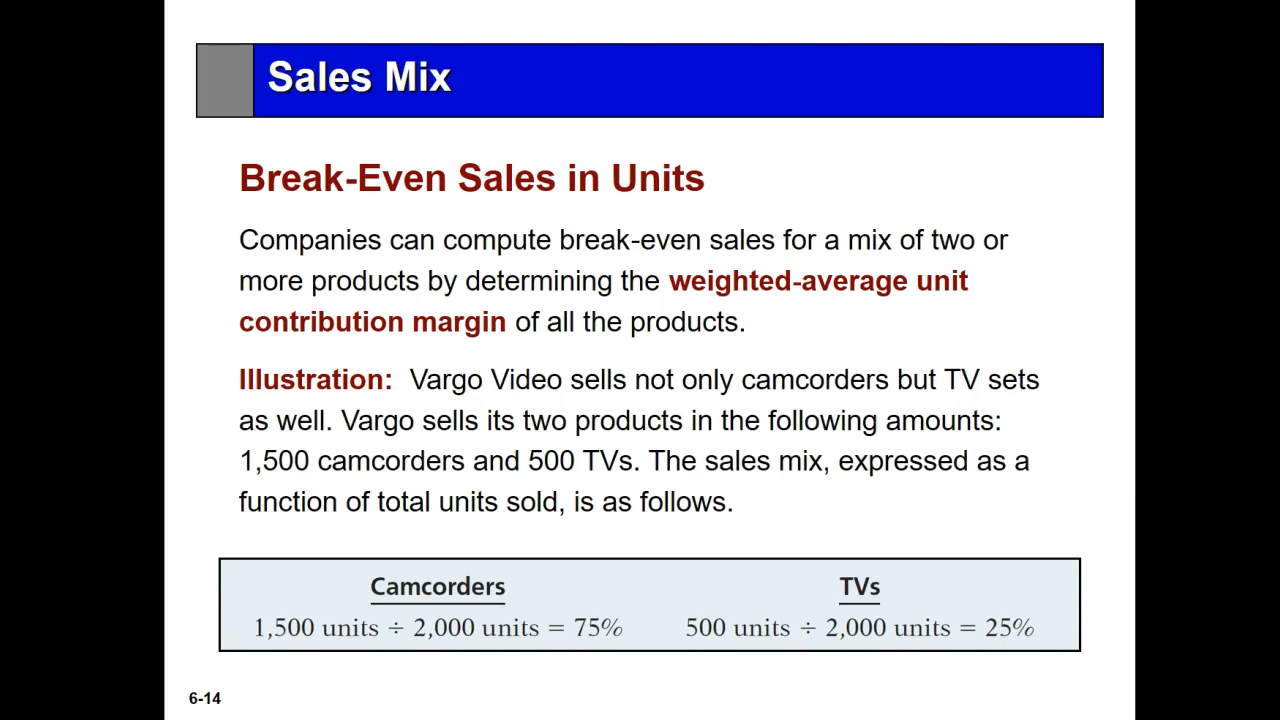 Sales Mix
Break-Even Sales in Units
Companies can compute break-even sales for a mix of two or
more products by determining the weighted-average unit
contribution margin of all the products.
Illustration: Vargo Video sells not only camcorders but TV sets
as well. Vargo sells its two products in the following amounts:
1,500 camcorders and 500 TVs. The sales mix, expressed as a
function of total units sold, is as follows.
Camcorders TVs
1,500 units ÷ 2,000 units = 75% 500 units ÷ 2,000 units = 25%
6-14